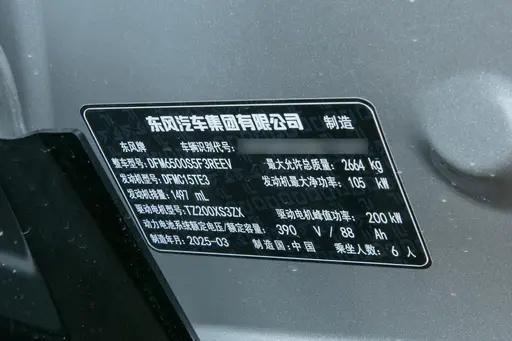 东风汽车集团有限公司 制造
东风牌 车辆识别代号:
整车型号: DFM6500S5F3REEV 最大允许总质量: 2664 kg
发动机型号: DFMC15TE3 发动机最大净功率: 105 kW
发动机排量: 1497 mL
驱动电机型号: TZ200XS3ZX 驱动电机峰值功率: 200 kW
动力电池系统额定电压/额定容量: 390 V / 88 Ah
制造年月: 2025-03 制造国: 中国 乘坐人数: 6 人